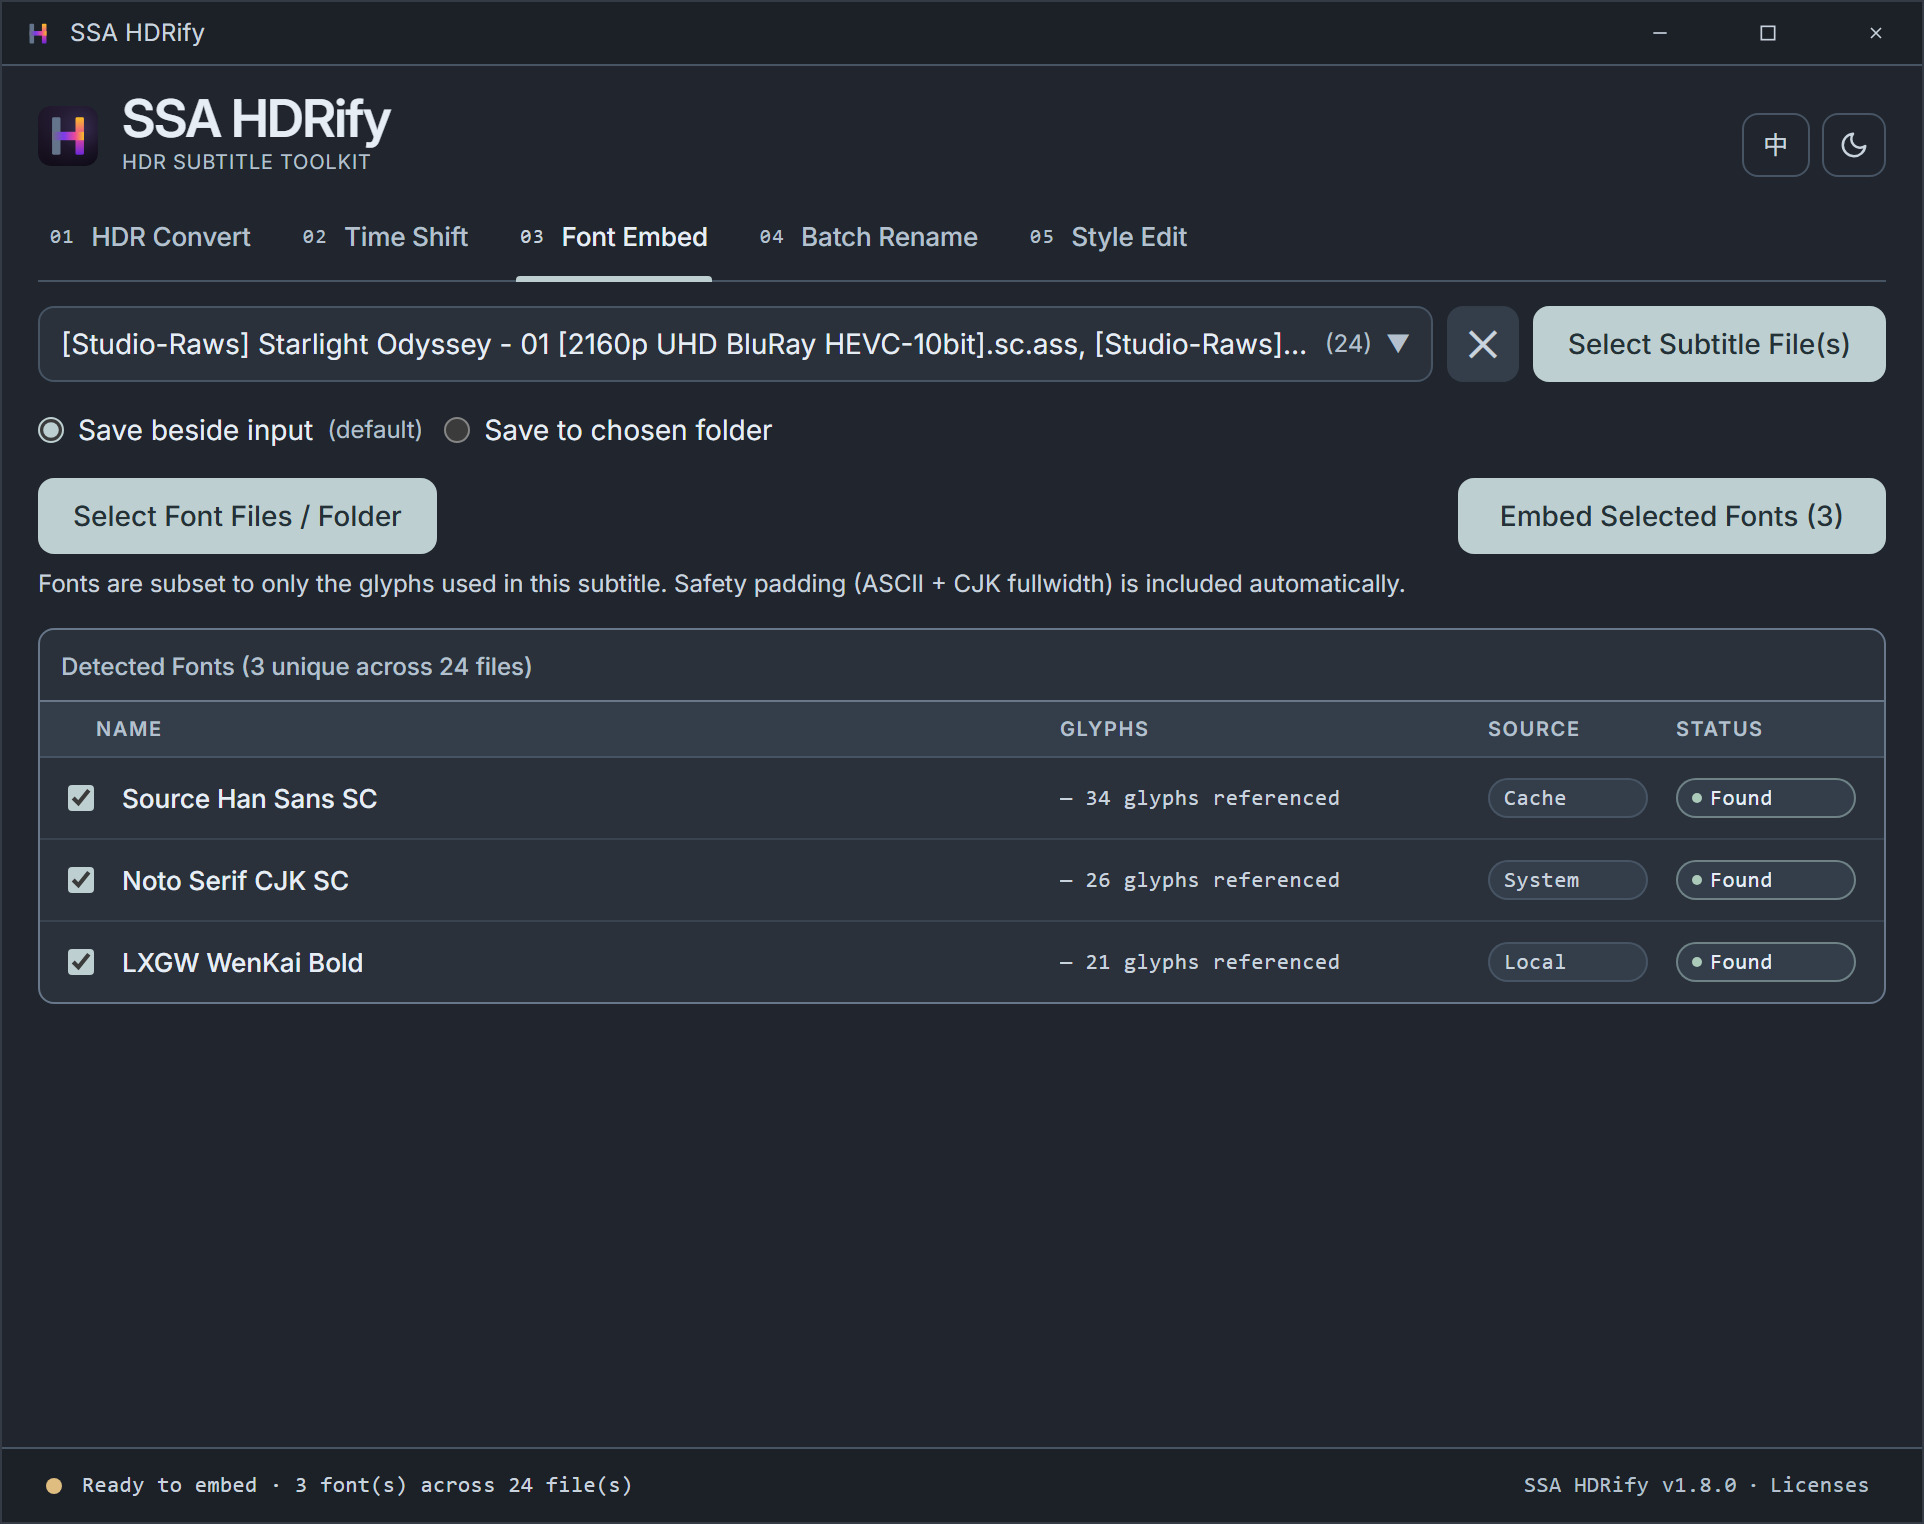 SSA HDRify
SSA HDRify
HDR SUBTITLE TOOLKIT
中
01 HDR Convert 02 Time Shift 03 Font Embed 04 Batch Rename 05 Style Edit
[Studio-Raws] Starlight Odyssey - 01 [2160p UHD BluRay HEVC-10bit].sc.ass, [Studio-Raws]... (24) ▼
Select Subtitle File(s)
Save beside input (default) Save to chosen folder
Select Font Files / Folder
Embed Selected Fonts (3)
Fonts are subset to only the glyphs used in this subtitle. Safety padding (ASCII + CJK fullwidth) is included automatically.
Detected Fonts (3 unique across 24 files)
NAME GLYPHS SOURCE STATUS
Source Han Sans SC — 34 glyphs referenced Cache Found
Noto Serif CJK SC — 26 glyphs referenced System Found
LXGW WenKai Bold — 21 glyphs referenced Local Found
Ready to embed · 3 font(s) across 24 file(s)
SSA HDRify v1.8.0 · Licenses